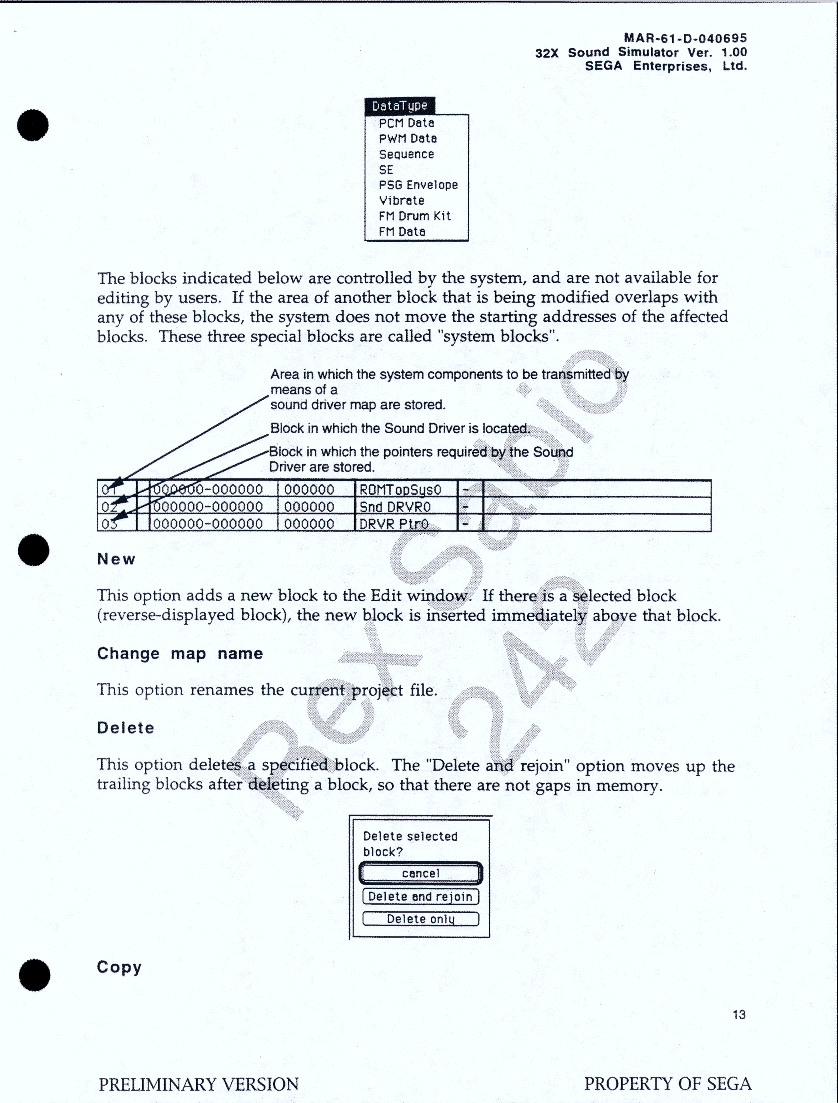 MAR-61-D-040695
32X Sound Simulator Ver. 1.00
SEGA Enterprises, Ltd.
DataType
PCM Data
PWM Data
Sequence
SE
PSG Envelope
Vibrate
FM Drum Kit
FM Data
The blocks indicated below are controlled by the system, and are not available for
editing by users. If the area of another block that is being modified overlaps with
any of these blocks, the system does not move the starting addresses of the affected
blocks. These three special blocks are called "system blocks".
Area in which the system components to be transmitted by
means of a
sound driver map are stored.
Block in which the Sound Driver is located.
Block in which the pointers required by the Sound
Driver are stored.
01 000000-000000 000000 ROMTopSys0 -
02 000000-000000 000000 Snd DRVR0 -
03 000000-000000 000000 DRVR Ptr0 -
New
This option adds a new block to the Edit window. If there is a selected block
(reverse-displayed block), the new block is inserted immediately above that block.
Change map name
This option renames the current project file.
Delete
This option deletes a specified block. The "Delete and rejoin" option moves up the
trailing blocks after deleting a block, so that there are not gaps in memory.
Delete selected
block?
cancel
Delete and rejoin
Delete only
Copy
13
PRELIMINARY VERSION PROPERTY OF SEGA
Rex Sabio
242